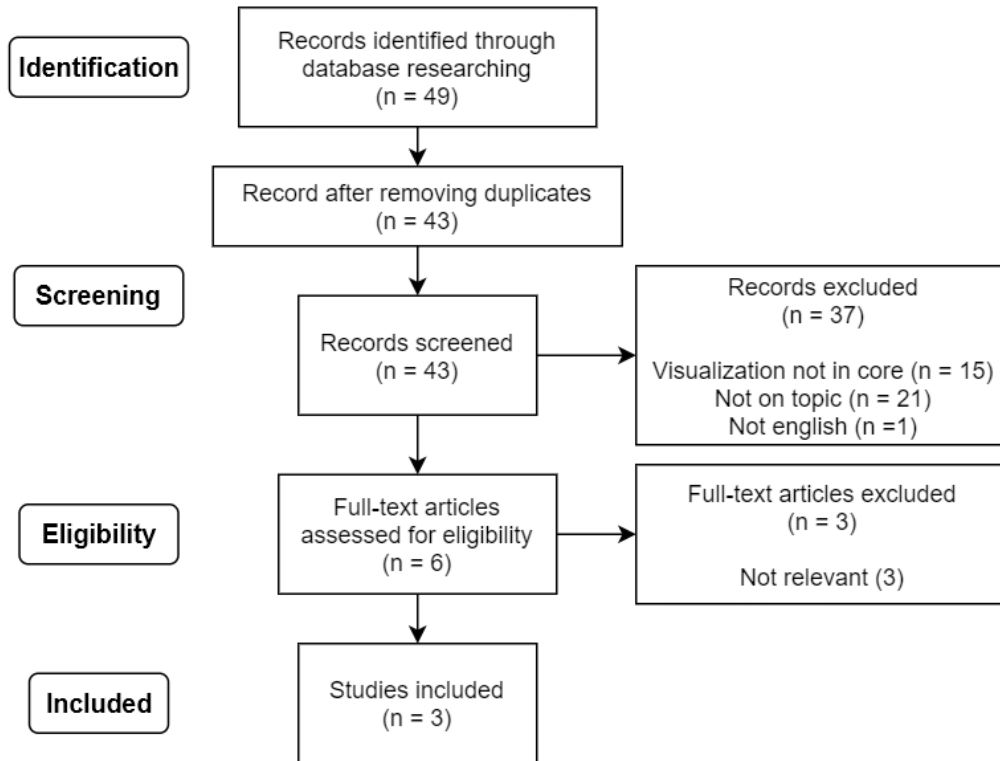 Identification
Records identified through
database researching
(n = 49)
Record after removing duplicates
(n = 43)
Screening
Records screened
(n = 43)
Records excluded
(n = 37)
Visualization not in core (n = 15)
Not on topic (n = 21)
Not english (n =1)
Eligibility
Full-text articles
assessed for eligibility
(n = 6)
Full-text articles excluded
(n = 3)
Not relevant (3)
Included
Studies included
(n = 3)